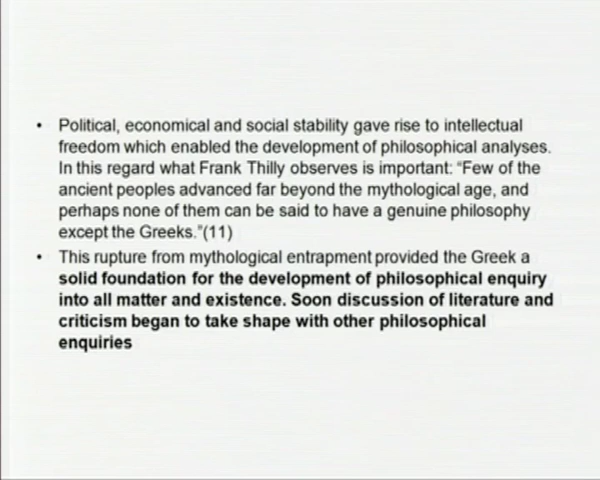 • Political, economical and social stability gave rise to intellectual
freedom which enabled the development of philosophical analyses.
In this regard what Frank Thilly observes is important: “Few of the
ancient peoples advanced far beyond the mythological age, and
perhaps none of them can be said to have a genuine philosophy
except the Greeks.”(11)
• This rupture from mythological entrapment provided the Greek a
solid foundation for the development of philosophical enquiry
into all matter and existence. Soon discussion of literature and
criticism began to take shape with other philosophical
enquiries